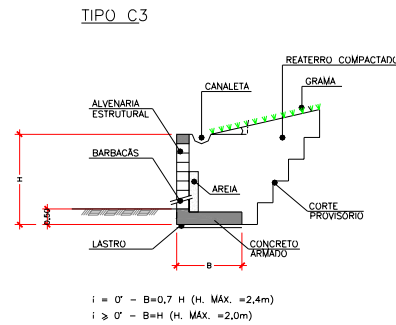 TIPO C3
REATERRO COMPACTADO
CANALETA
GRAMA
ALVENARIA
ESTRUTURAL
BARBACÃS
AREIA
H
0,50
CORTE
PROVISÓRIO
LASTRO
CONCRETO
ARMADO
B
i = 0° - B=0,7 H (H. MÁX. =2,4m)
i ⩾ 0° - B=H (H. MÁX. =2,0m)